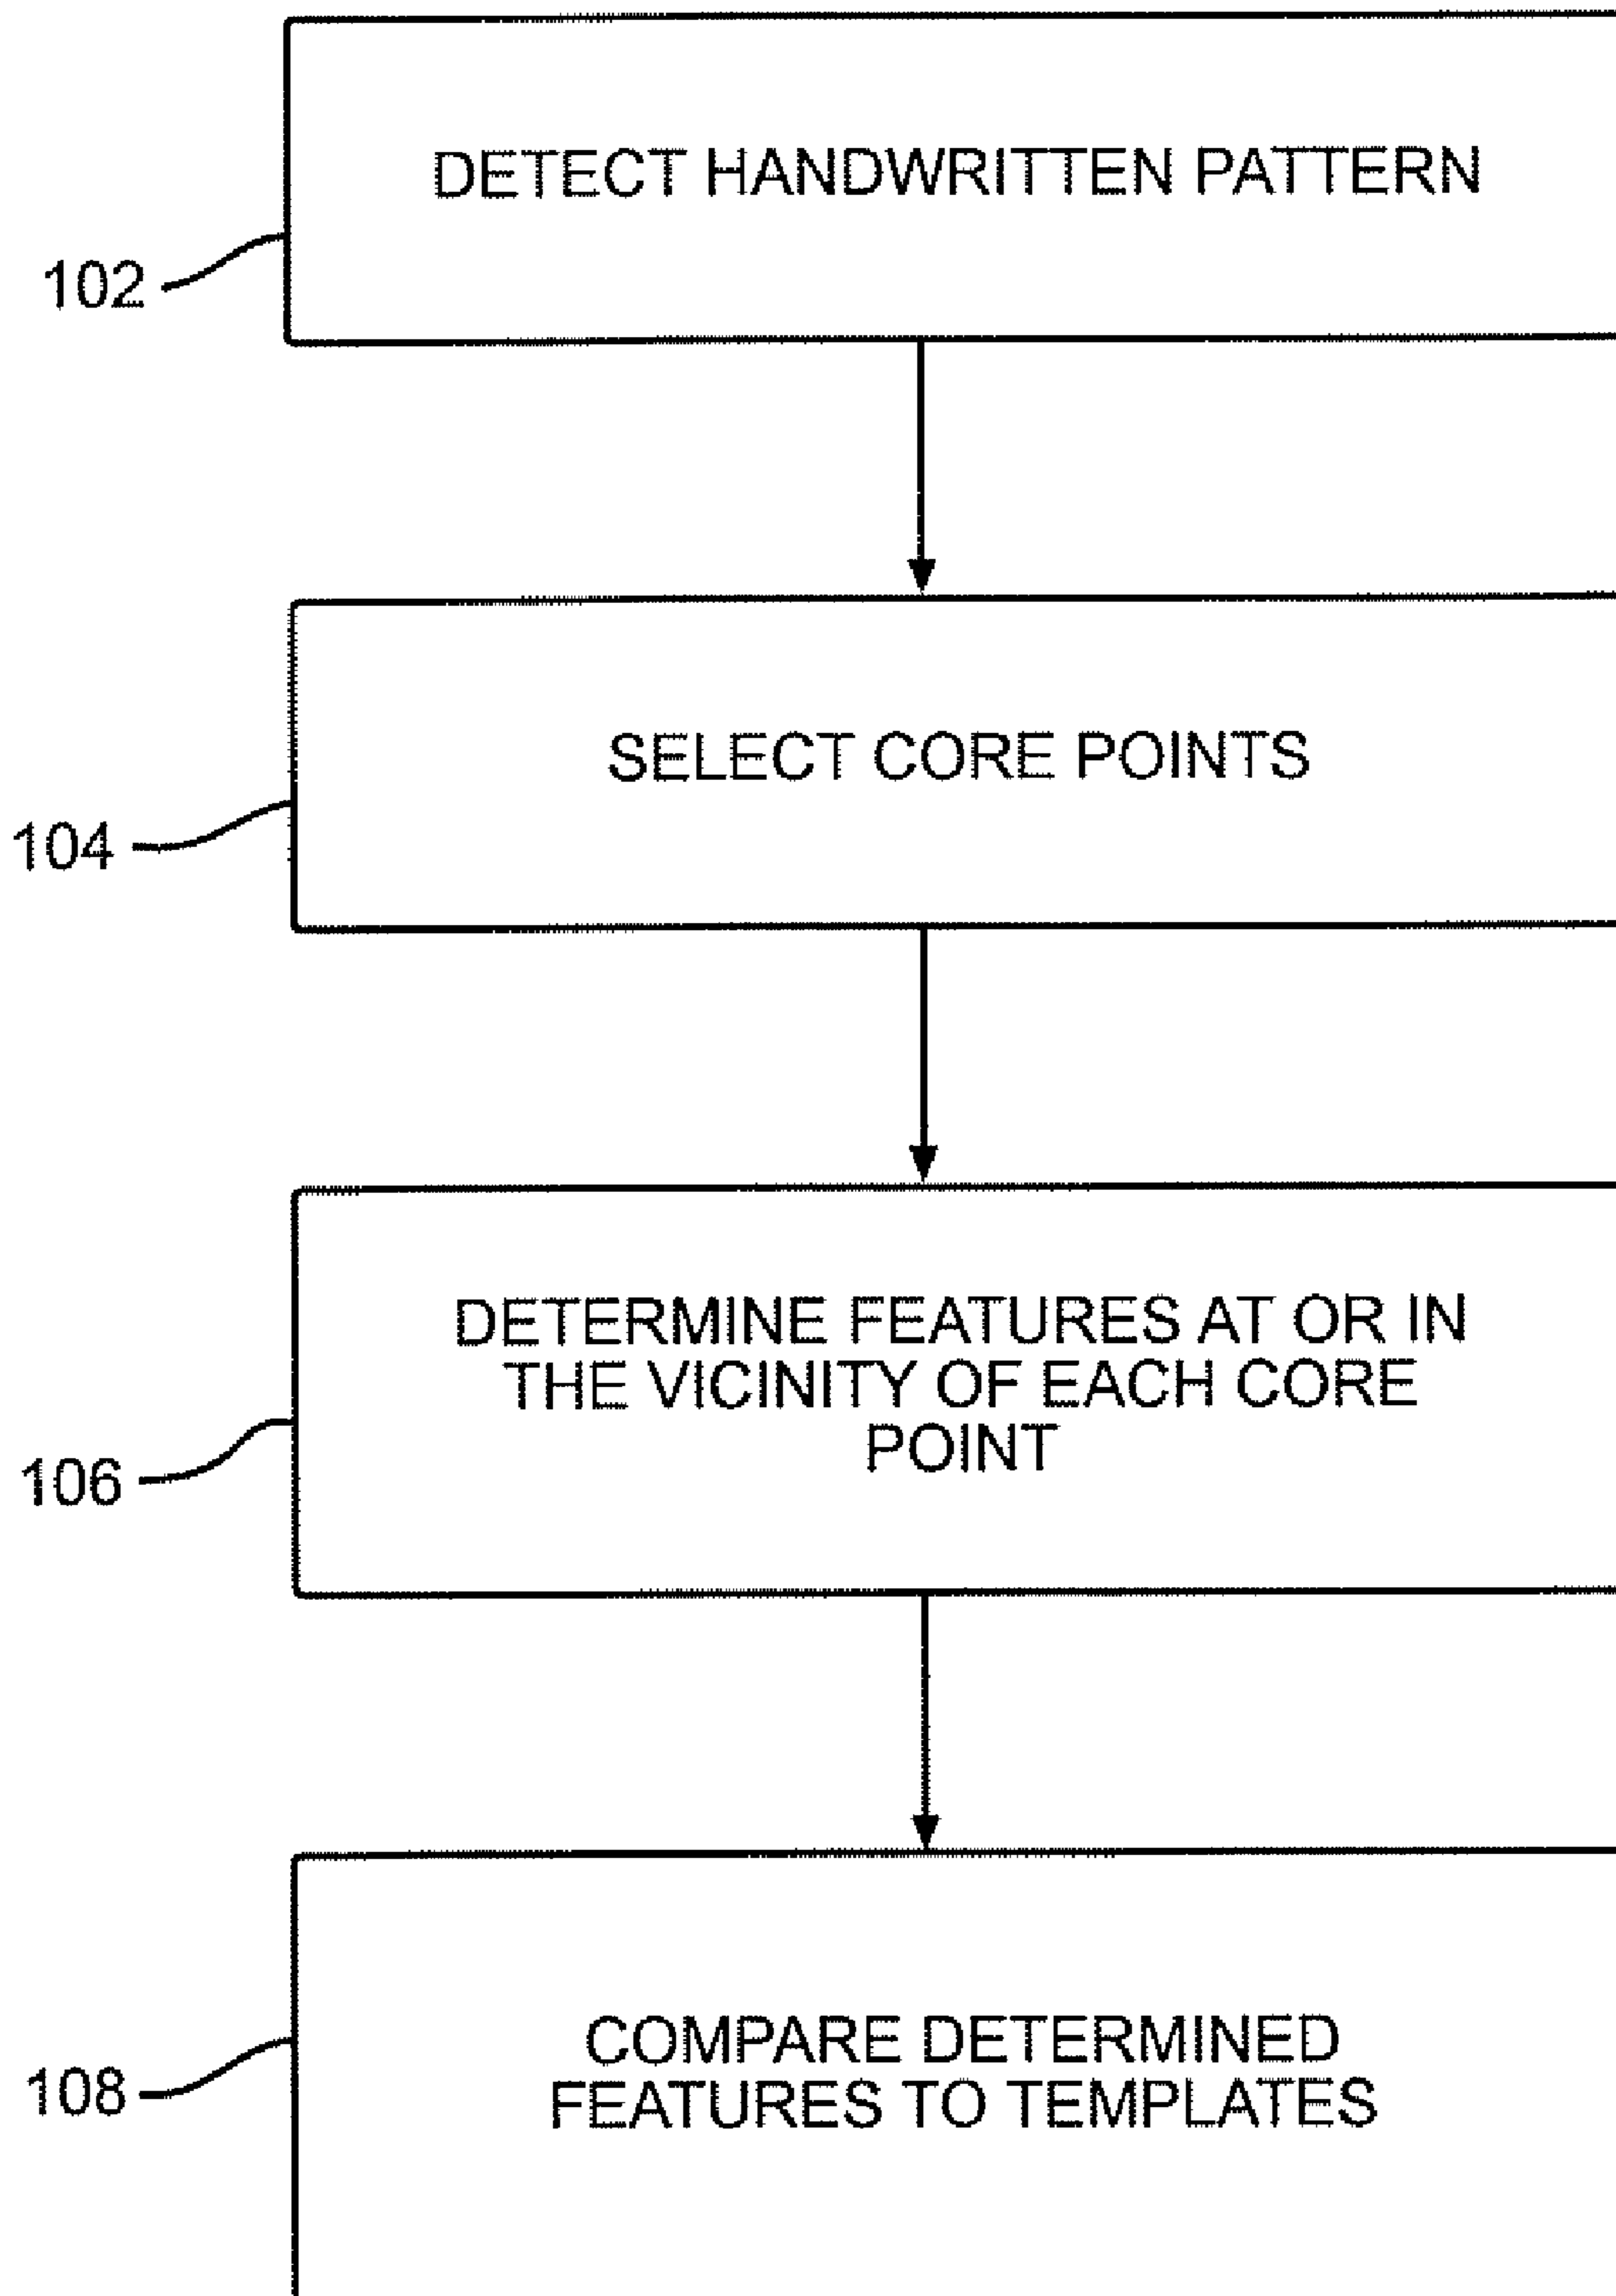 DETECT HANDWRITTEN PATTERN
102
SELECT CORE POINTS
104
DETERMINE FEATURES AT OR IN
THE VICINITY OF EACH CORE
POINT
106
COMPARE DETERMINED
FEATURES TO TEMPLATES
108